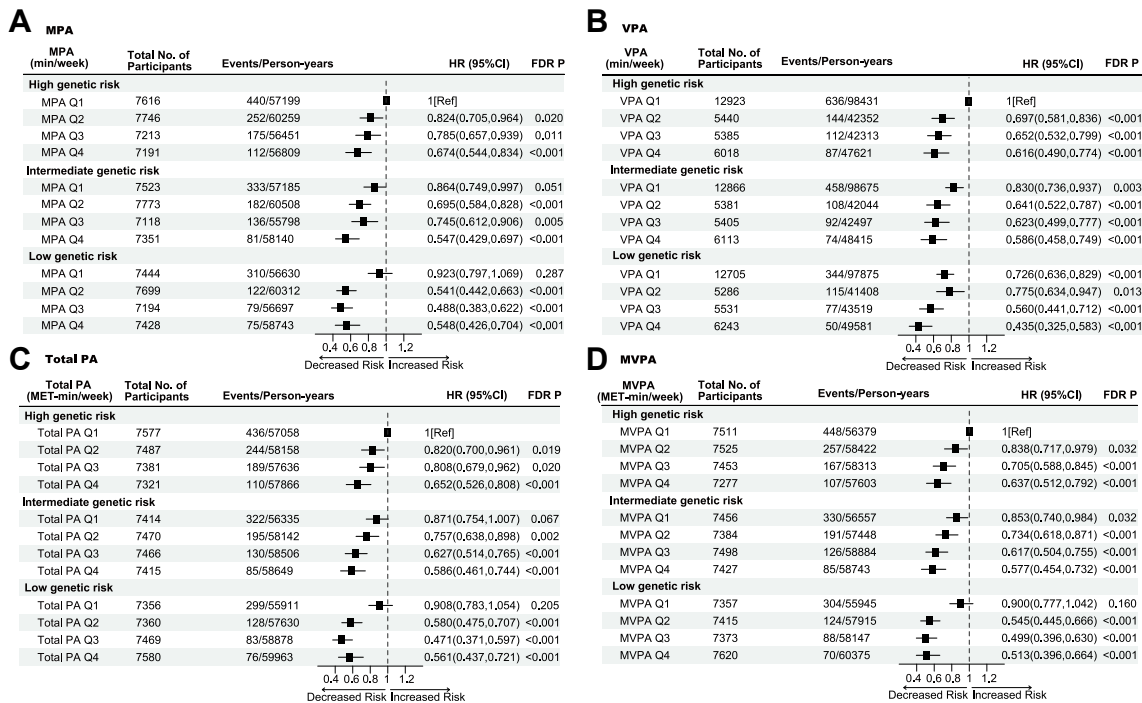 A MPA
MPA (min/week) Total No. of Participants Events/Person-years HR (95%CI) FDR P
High genetic risk
MPA Q1 7616 440/57199 1[Ref]
MPA Q2 7746 252/60259 0.824(0.705,0.964) 0.020
MPA Q3 7213 175/56451 0.785(0.657,0.939) 0.011
MPA Q4 7191 112/56809 0.674(0.544,0.834) <0.001
Intermediate genetic risk
MPA Q1 7523 333/57185 0.864(0.749,0.997) 0.051
MPA Q2 7773 182/60508 0.695(0.584,0.828) <0.001
MPA Q3 7118 136/55798 0.745(0.612,0.906) 0.005
MPA Q4 7351 81/58140 0.547(0.429,0.697) <0.001
Low genetic risk
MPA Q1 7444 310/56630 0.923(0.797,1.069) 0.287
MPA Q2 7699 122/60312 0.541(0.442,0.663) <0.001
MPA Q3 7194 79/56697 0.488(0.383,0.622) <0.001
MPA Q4 7428 75/58743 0.548(0.426,0.704) <0.001
0.4 0.6 0.8 1 1.2
Decreased Risk Increased Risk
B VPA
VPA (min/week) Total No. of Participants Events/Person-years HR (95%CI) FDR P
High genetic risk
VPA Q1 12923 636/98431 1[Ref]
VPA Q2 5440 144/42352 0.697(0.581,0.836) <0.001
VPA Q3 5385 112/42313 0.652(0.532,0.799) <0.001
VPA Q4 6018 87/47621 0.616(0.490,0.774) <0.001
Intermediate genetic risk
VPA Q1 12866 458/98675 0.830(0.736,0.937) 0.003
VPA Q2 5381 108/42044 0.641(0.522,0.787) <0.001
VPA Q3 5405 92/42497 0.623(0.499,0.777) <0.001
VPA Q4 6113 74/48415 0.586(0.458,0.749) <0.001
Low genetic risk
VPA Q1 12705 344/97875 0.726(0.636,0.829) <0.001
VPA Q2 5286 115/41408 0.775(0.634,0.947) 0.013
VPA Q3 5531 77/43519 0.560(0.441,0.712) <0.001
VPA Q4 6243 50/49581 0.435(0.325,0.583) <0.001
0.4 0.6 0.8 1 1.2
Decreased Risk Increased Risk
C Total PA
Total PA (MET-min/week) Total No. of Participants Events/Person-years HR (95%CI) FDR P
High genetic risk
Total PA Q1 7577 436/57058 1[Ref]
Total PA Q2 7487 244/58158 0.820(0.700,0.961) 0.019
Total PA Q3 7381 189/57636 0.808(0.679,0.962) 0.020
Total PA Q4 7321 110/57866 0.652(0.526,0.808) <0.001
Intermediate genetic risk
Total PA Q1 7414 322/56335 0.871(0.754,1.007) 0.067
Total PA Q2 7470 195/58142 0.757(0.638,0.898) 0.002
Total PA Q3 7466 130/58506 0.627(0.514,0.765) <0.001
Total PA Q4 7415 85/58649 0.586(0.461,0.744) <0.001
Low genetic risk
Total PA Q1 7356 299/55911 0.908(0.783,1.054) 0.205
Total PA Q2 7360 128/57630 0.580(0.475,0.707) <0.001
Total PA Q3 7469 83/58878 0.471(0.371,0.597) <0.001
Total PA Q4 7580 76/59963 0.561(0.437,0.721) <0.001
0.4 0.6 0.8 1 1.2
Decreased Risk Increased Risk
D MVPA
MVPA (MET-min/week) Total No. of Participants Events/Person-years HR (95%CI) FDR P
High genetic risk
MVPA Q1 7511 448/56379 1[Ref]
MVPA Q2 7525 257/58422 0.838(0.717,0.979) 0.032
MVPA Q3 7453 167/58313 0.705(0.588,0.845) <0.001
MVPA Q4 7277 107/57603 0.637(0.512,0.792) <0.001
Intermediate genetic risk
MVPA Q1 7456 330/56557 0.853(0.740,0.984) 0.032
MVPA Q2 7384 191/57448 0.734(0.618,0.871) <0.001
MVPA Q3 7498 126/58884 0.617(0.504,0.755) <0.001
MVPA Q4 7427 85/58743 0.577(0.454,0.732) <0.001
Low genetic risk
MVPA Q1 7357 304/55945 0.900(0.777,1.042) 0.160
MVPA Q2 7415 124/57915 0.545(0.445,0.666) <0.001
MVPA Q3 7373 88/58147 0.499(0.396,0.630) <0.001
MVPA Q4 7620 70/60375 0.513(0.396,0.664) <0.001
0.4 0.6 0.8 1 1.2
Decreased Risk Increased Risk